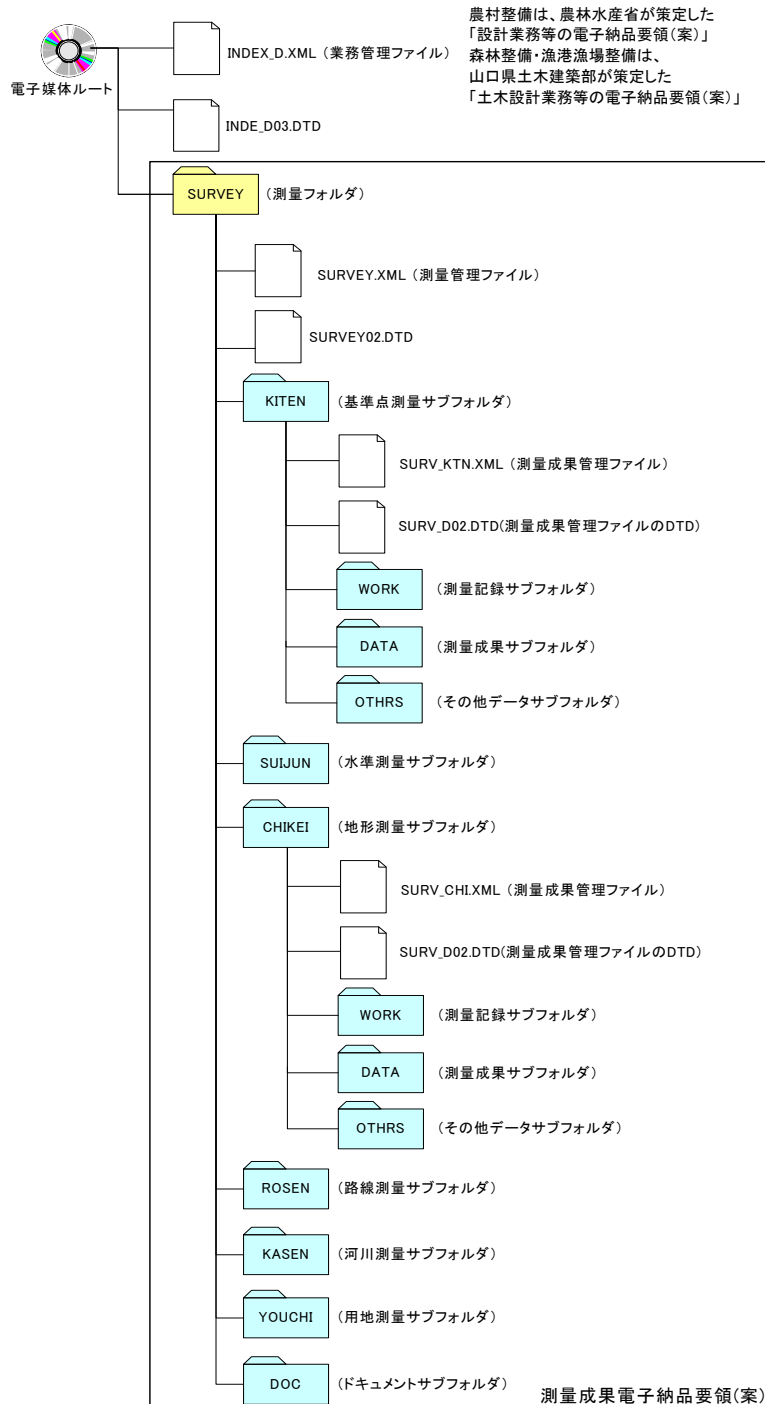 農村整備は、農林水産省が策定した
「設計業務等の電子納品要領(案)」
森林整備・漁港漁場整備は、
山口県土木建築部が策定した
「土木設計業務等の電子納品要領(案)」
電子媒体ルート
INDEX_D.XML (業務管理ファイル)
INDE_D03.DTD
SURVEY (測量フォルダ)
SURVEY.XML (測量管理ファイル)
SURVEY02.DTD
KITEN (基準点測量サブフォルダ)
SURV_KTN.XML (測量成果管理ファイル)
SURV_D02.DTD(測量成果管理ファイルのDTD)
WORK (測量記録サブフォルダ)
DATA (測量成果サブフォルダ)
OTHRS (その他データサブフォルダ)
SUIJUN (水準測量サブフォルダ)
CHIKEI (地形測量サブフォルダ)
SURV_CHI.XML (測量成果管理ファイル)
SURV_D02.DTD(測量成果管理ファイルのDTD)
WORK (測量記録サブフォルダ)
DATA (測量成果サブフォルダ)
OTHRS (その他データサブフォルダ)
ROSEN (路線測量サブフォルダ)
KASEN (河川測量サブフォルダ)
YOUCHI (用地測量サブフォルダ)
DOC (ドキュメントサブフォルダ)
測量成果電子納品要領(案)